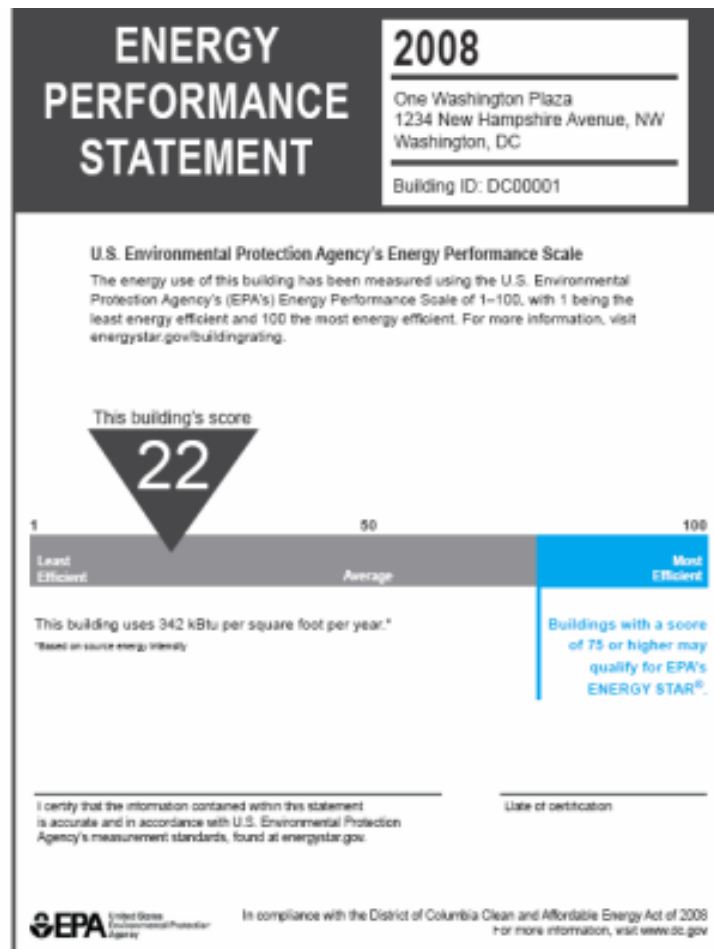 ENERGY
PERFORMANCE
STATEMENT
2008
One Washington Plaza
1234 New Hampshire Avenue, NW
Washington, DC
Building ID: DC00001
U.S. Environmental Protection Agency's Energy Performance Scale
The energy use of this building has been measured using the U.S. Environmental
Protection Agency's (EPA's) Energy Performance Scale of 1–100, with 1 being the
least energy efficient and 100 the most energy efficient. For more information, visit
energystar.gov/buildingrating.
This building's score
22
1 50 100
Least
Efficient
Average
Most
Efficient
This building uses 342 kBtu per square foot per year.*
*Based on source energy intensity
Buildings with a score
of 75 or higher may
qualify for EPA's
ENERGY STAR®.
I certify that the information contained within this statement
is accurate and in accordance with U.S. Environmental Protection
Agency's measurement standards, found at energystar.gov.
Date of certification
EPA
United States
Environmental Protection
Agency
In compliance with the District of Columbia Clean and Affordable Energy Act of 2008
For more information, visit www.dc.gov